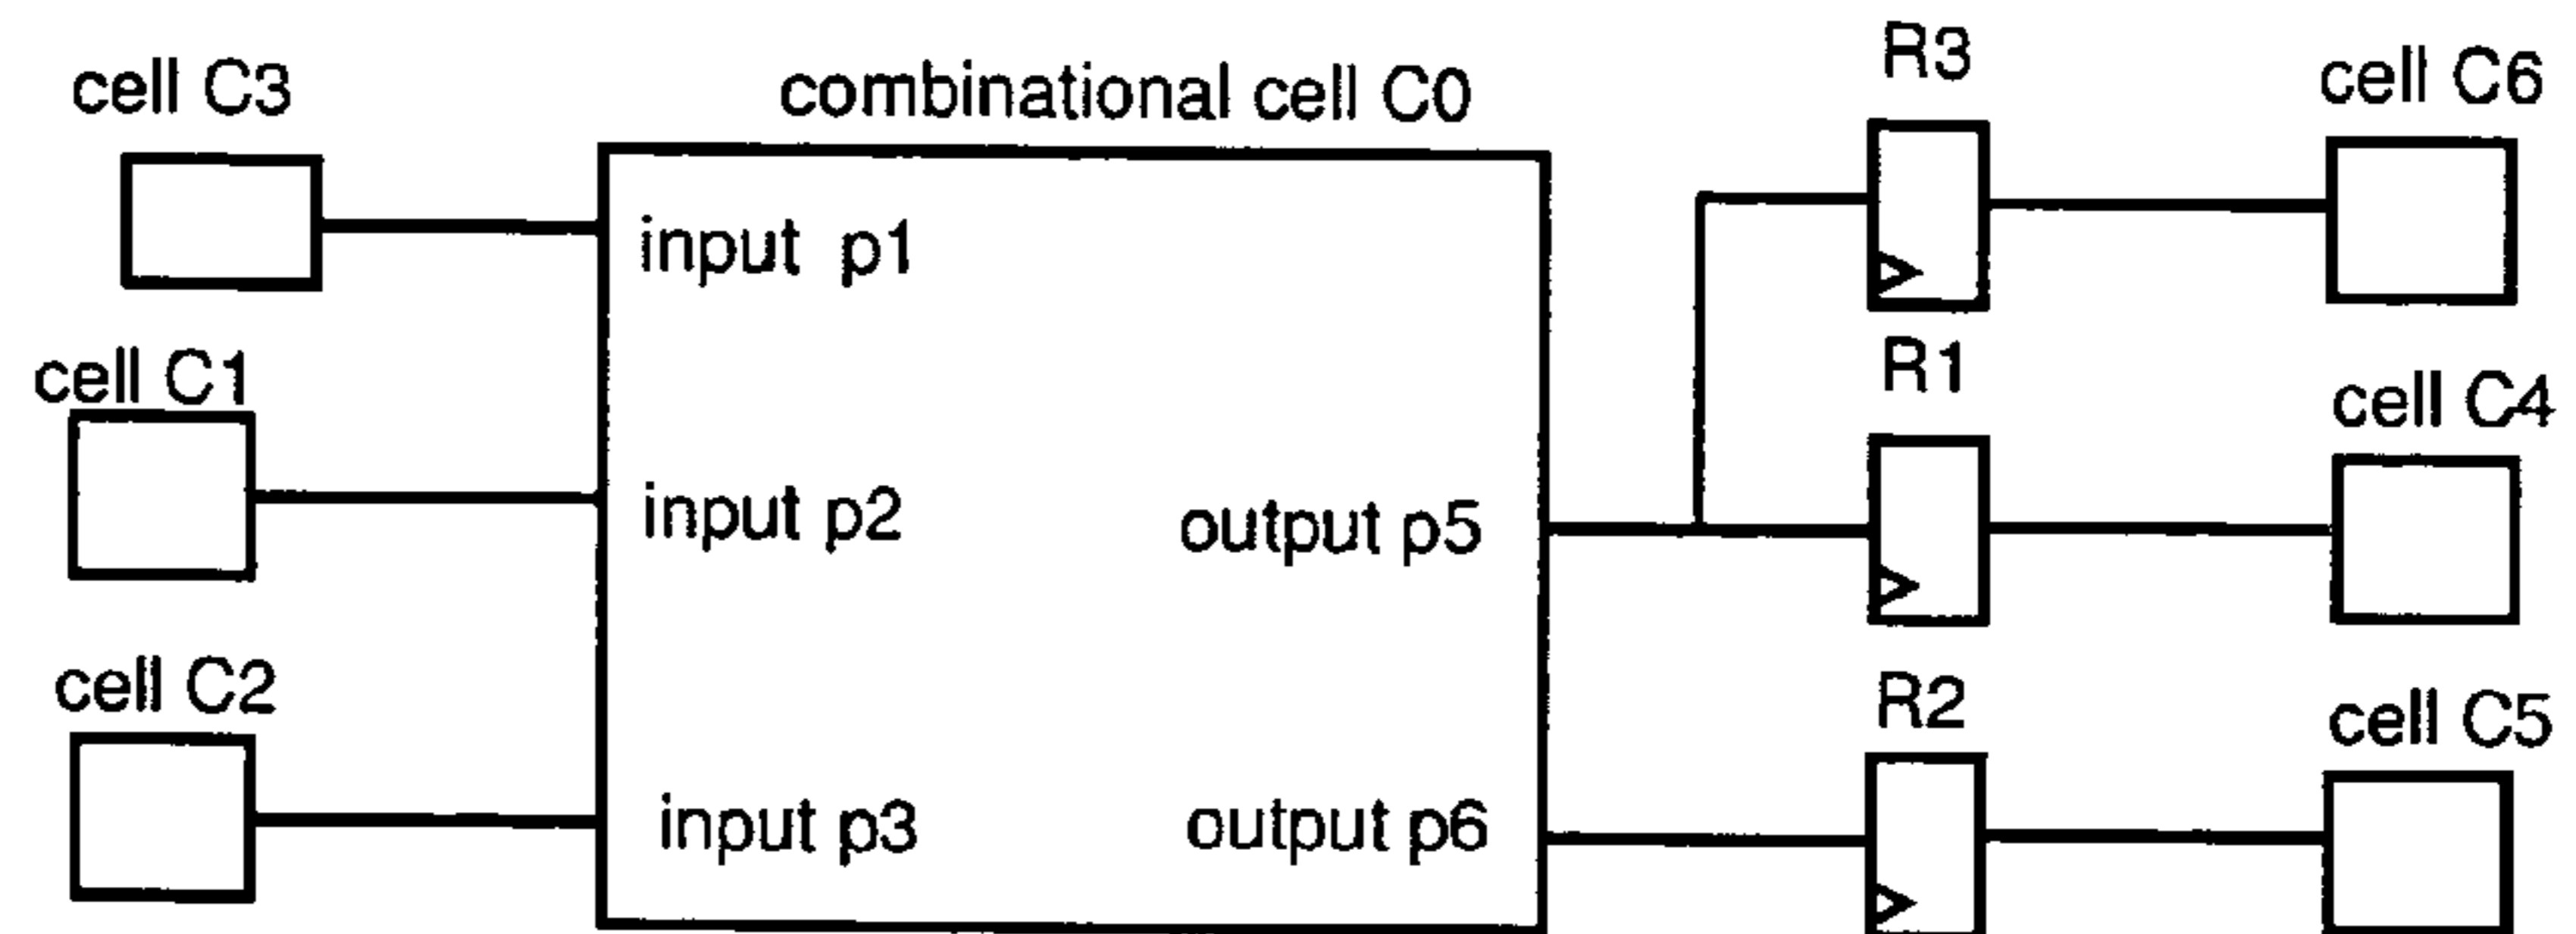 cell C3
combinational cell C0
R3
cell C6
input p1
cell C1
R1
cell C4
input p2
output p5
cell C2
R2
cell C5
input p3
output p6